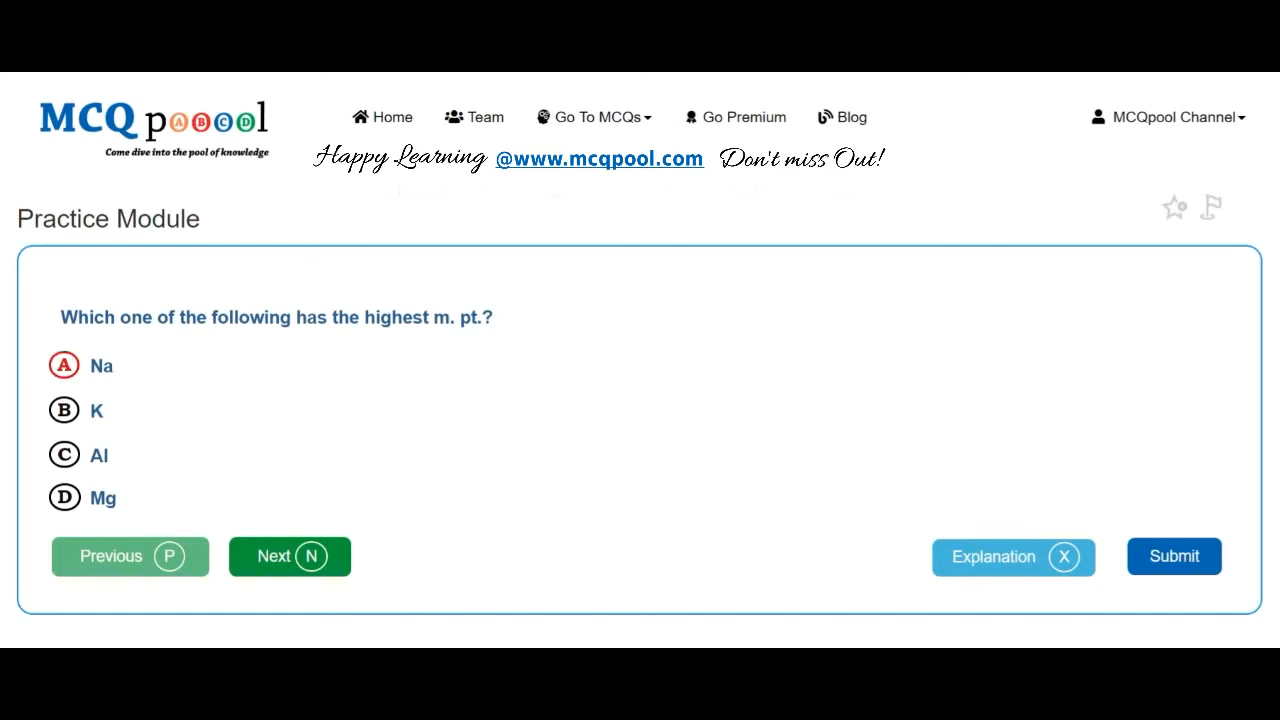 MCQ pooool
Come dive into the pool of knowledge
Home Team Go To MCQs Go Premium Blog MCQpool Channel
Happy Learning @www.mcqpool.com Don't miss Out!
Practice Module
Which one of the following has the highest m. pt.?
A Na
B K
C Al
D Mg
Previous P Next N Explanation X Submit